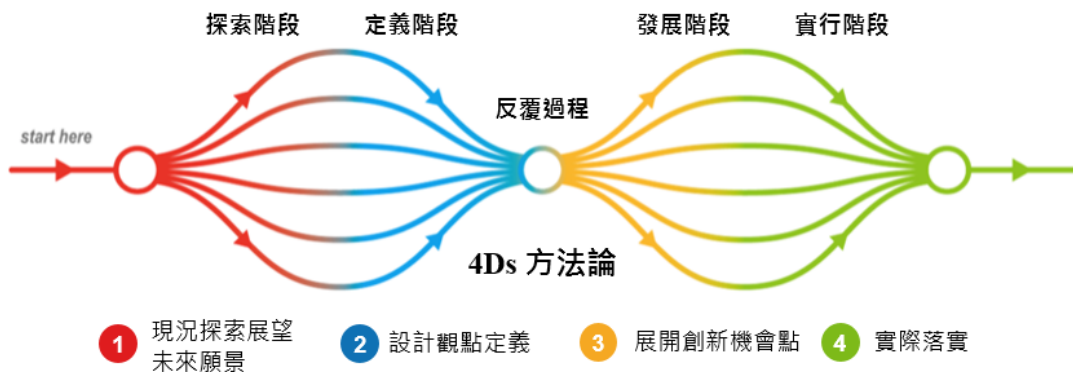 探索階段
定義階段
發展階段
實行階段
反覆過程
start here
4Ds 方法論
1 現況探索展望
未來願景
2 設計觀點定義
3 展開創新機會點
4 實際落實